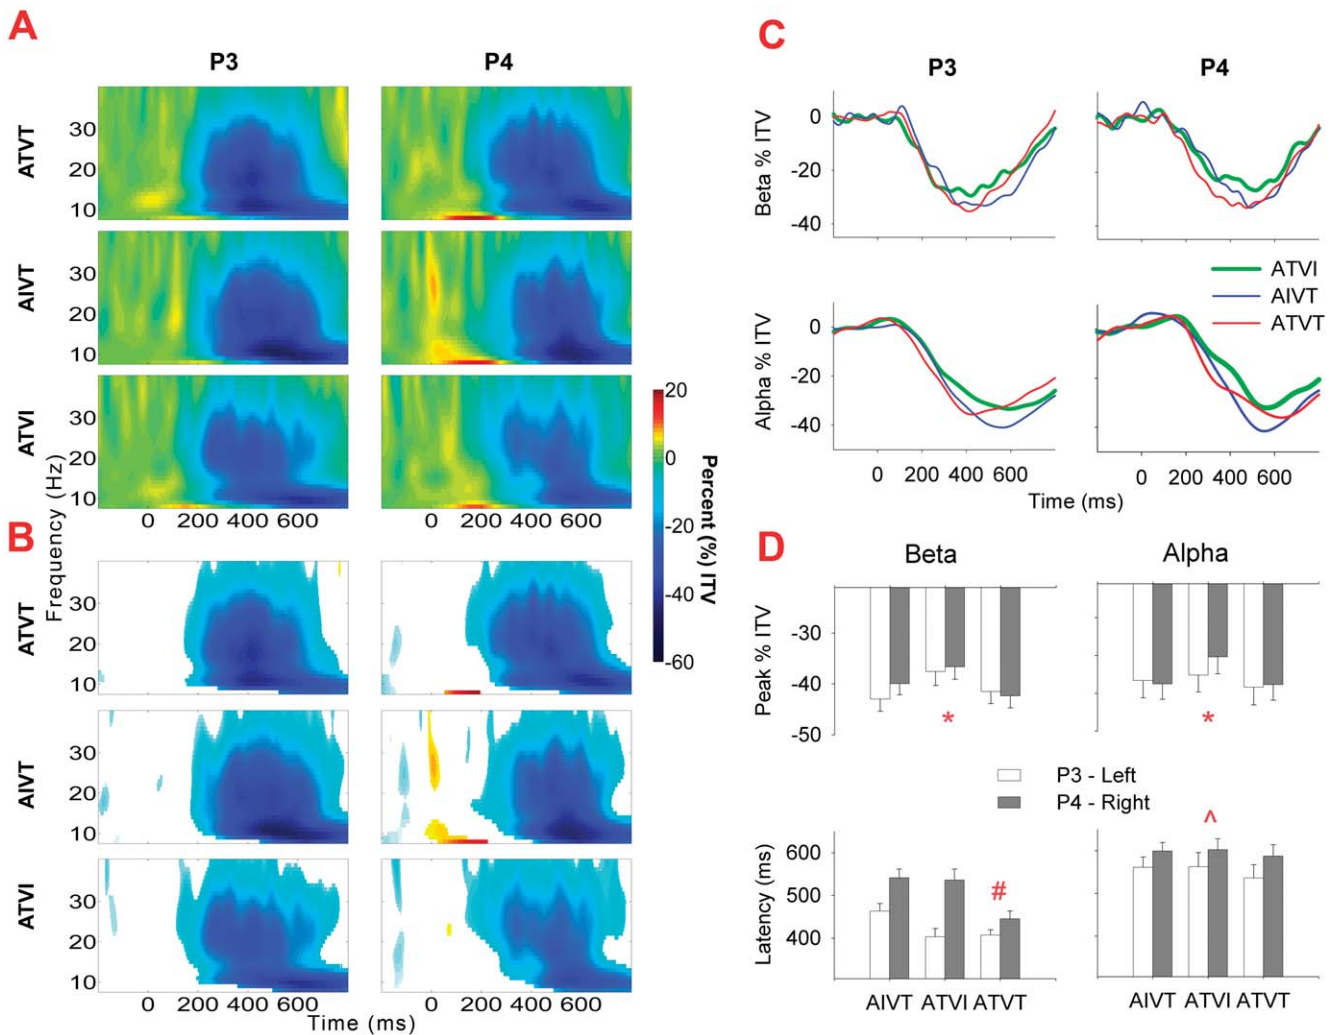 A
P3
P4
ATVT
30
20
10
AIVT
30
20
10
ATVI
30
20
10
0 200 400 600
0 200 400 600
Frequency (Hz)
20
0
-20
-40
-60
Percent (%) ITV
B
ATVT
30
20
10
AIVT
30
20
10
ATVI
30
20
10
0 200 400 600
0 200 400 600
Time (ms)
C
P3
P4
Beta % ITV
0
-20
-40
ATVI
AIVT
ATVT
Alpha % ITV
0
-20
-40
0 200 400 600
0 200 400 600
Time (ms)
D
Beta
Alpha
Peak % ITV
-30
-40
-50
*
*
P3 - Left
P4 - Right
Latency (ms)
600
500
400
#
^
AIVT ATVI ATVT
AIVT ATVI ATVT